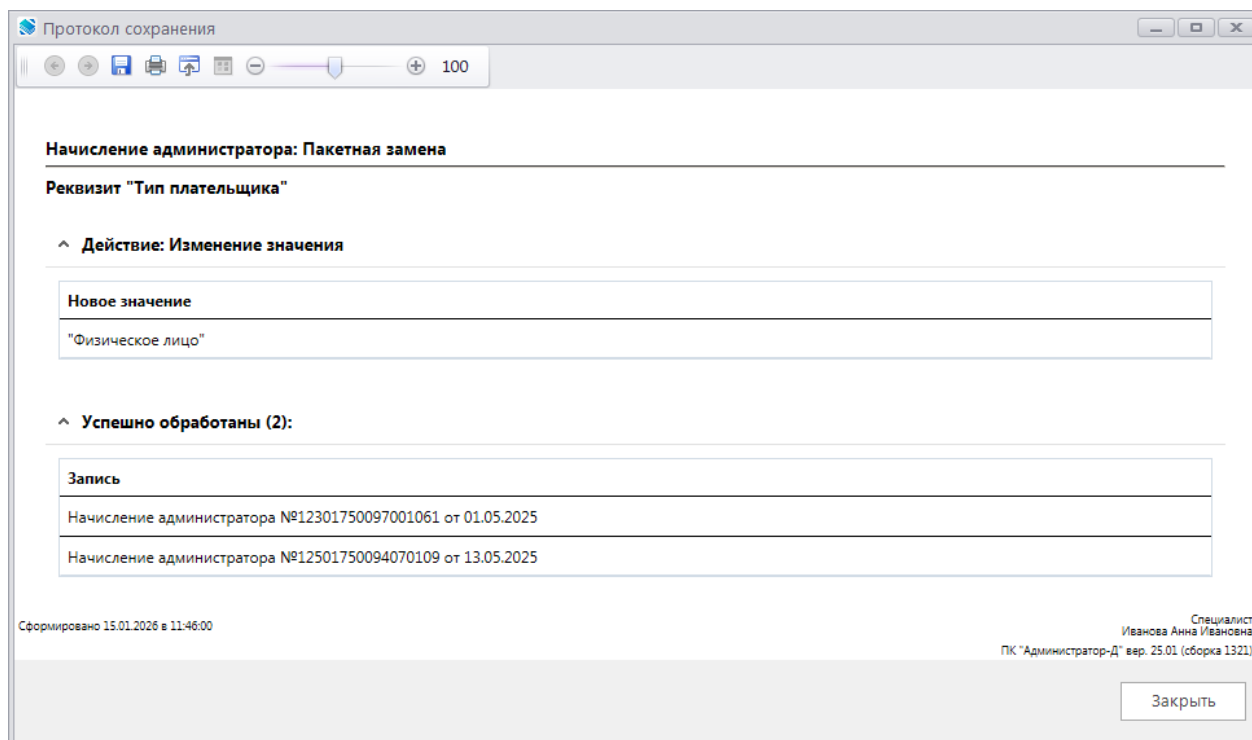 Протокол сохранения
100
Начисление администратора: Пакетная замена
Реквизит "Тип плательщика"
Действие: Изменение значения
Новое значение
"Физическое лицо"
Успешно обработаны (2):
Запись
Начисление администратора №12301750097001061 от 01.05.2025
Начисление администратора №12501750094070109 от 13.05.2025
Сформировано 15.01.2026 в 11:46:00
Специалист
Иванова Анна Ивановна
ПК "Администратор-Д" вер. 25.01 (сборка 1321)
Закрыть